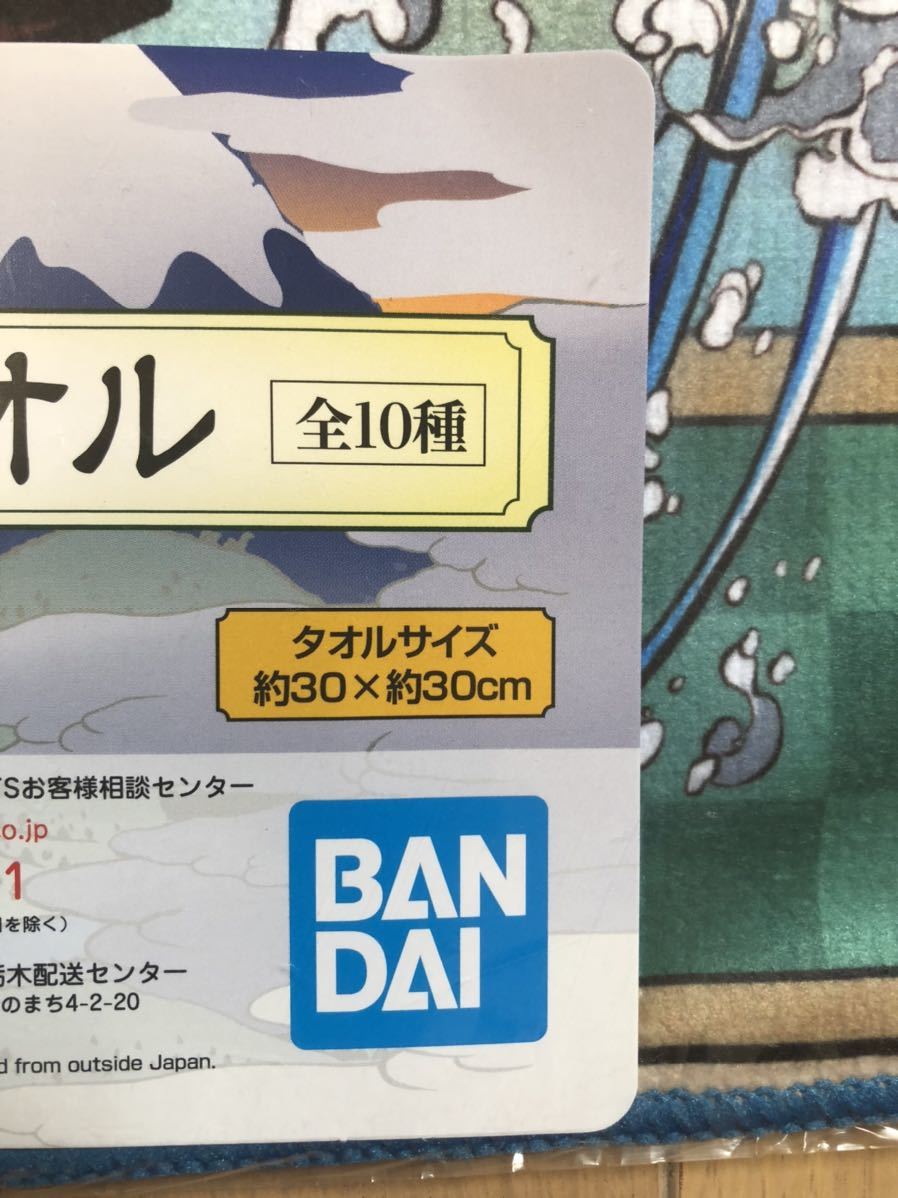 オル 全10種
タオルサイズ
約30×約30cm
Sお客様相談センター
co.jp
1
を除く)
木配送センター
のまち4-2-20
from outside Japan.
BAN
DAI